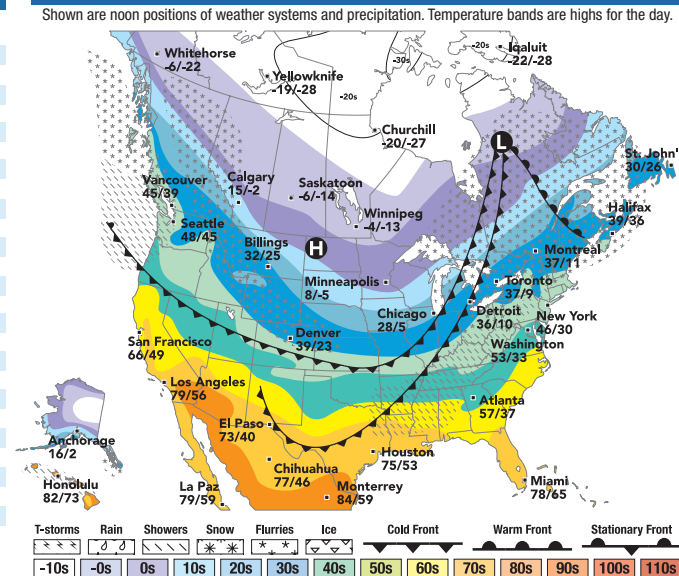 Shown are noon positions of weather systems and precipitation. Temperature bands are highs for the day.
Whitehorse
-6/-22
-20s
Iqaluit
-22/-28
-30s
Yellowknife
-19/-28
-20s
Churchill
-20/-27
L
St. John'
30/26
Vancouver
45/39
Calgary
15/-2
Saskatoon
-6/-14
Winnipeg
-4/-13
Halifax
39/36
Seattle
48/45
Billings
32/25
H
Montreal
37/11
Minneapolis
8/-5
Toronto
37/9
Chicago
28/5
Detroit
36/10
New York
46/30
San Francisco
66/49
Denver
39/23
Washington
53/33
Los Angeles
79/56
Atlanta
57/37
El Paso
73/40
Anchorage
16/2
Houston
75/53
Chihuahua
77/46
Honolulu
82/73
La Paz
79/59
Monterrey
84/59
Miami
78/65
T-storms Rain Showers Snow Flurries Ice Cold Front Warm Front Stationary Front
-10s -0s 0s 10s 20s 30s 40s 50s 60s 70s 80s 90s 100s 110s